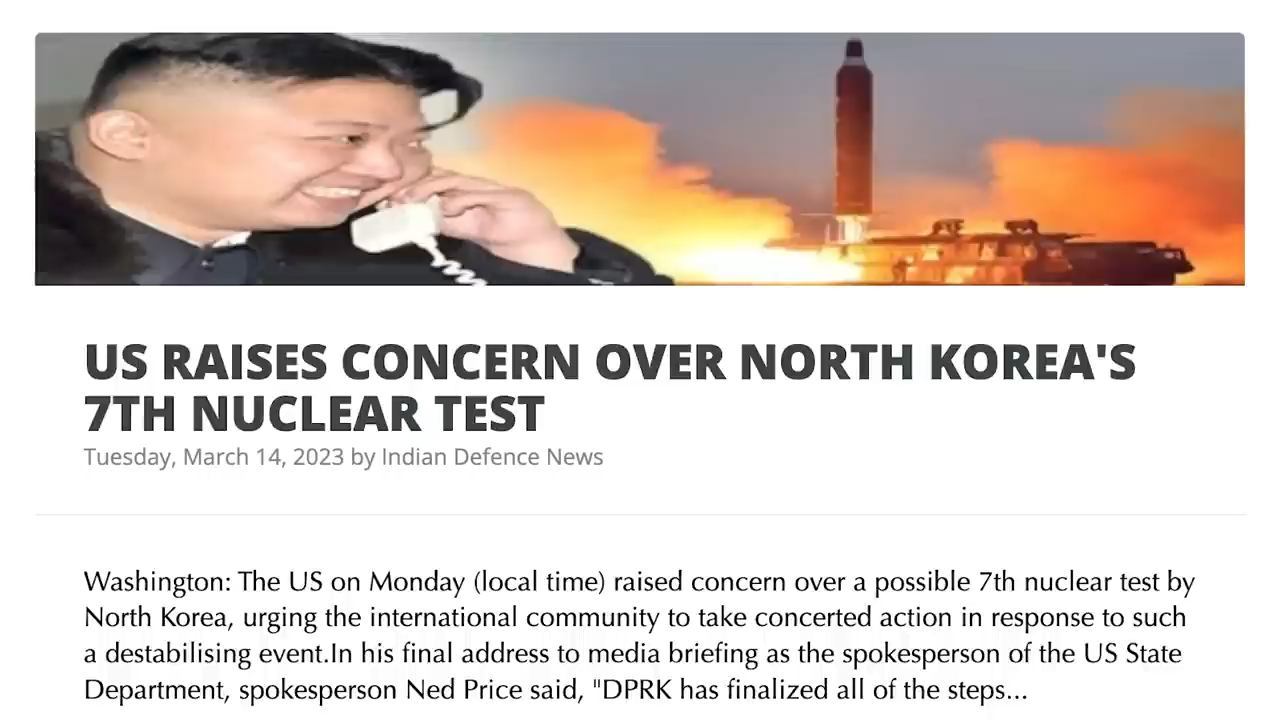 US RAISES CONCERN OVER NORTH KOREA'S
7TH NUCLEAR TEST
Tuesday, March 14, 2023 by Indian Defence News
Washington: The US on Monday (local time) raised concern over a possible 7th nuclear test by
North Korea, urging the international community to take concerted action in response to such
a destabilising event.In his final address to media briefing as the spokesperson of the US State
Department, spokesperson Ned Price said, "DPRK has finalized all of the steps...